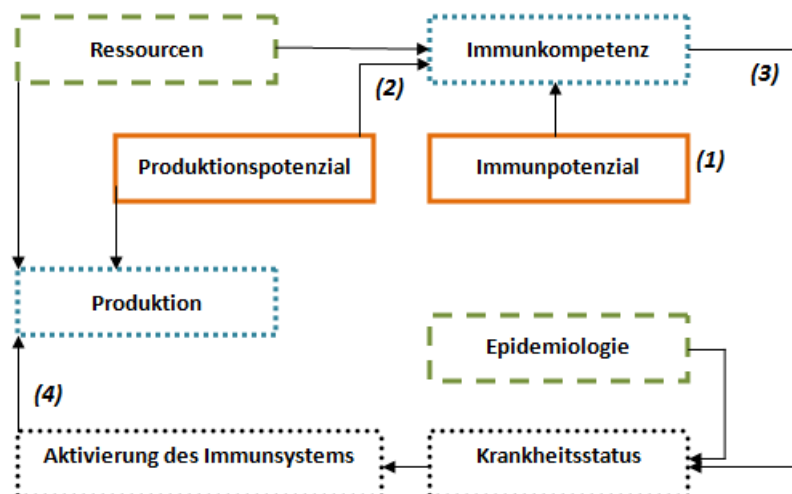 Ressourcen
Immunkompetenz
(2)
(3)
Produktionspotenzial
Immunpotenzial
(1)
Produktion
Epidemiologie
(4)
Aktivierung des Immunsystems
Krankheitsstatus